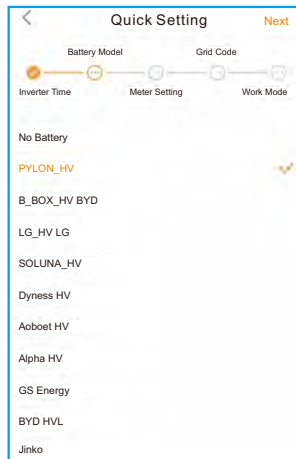 Quick Setting Next
Battery Model Grid Code
Inverter Time Meter Setting Work Mode
No Battery
PYLON_HV
B_BOX_HV BYD
LG_HV LG
SOLUNA_HV
Dyness HV
Aoboet HV
Alpha HV
GS Energy
BYD HVL
Jinko